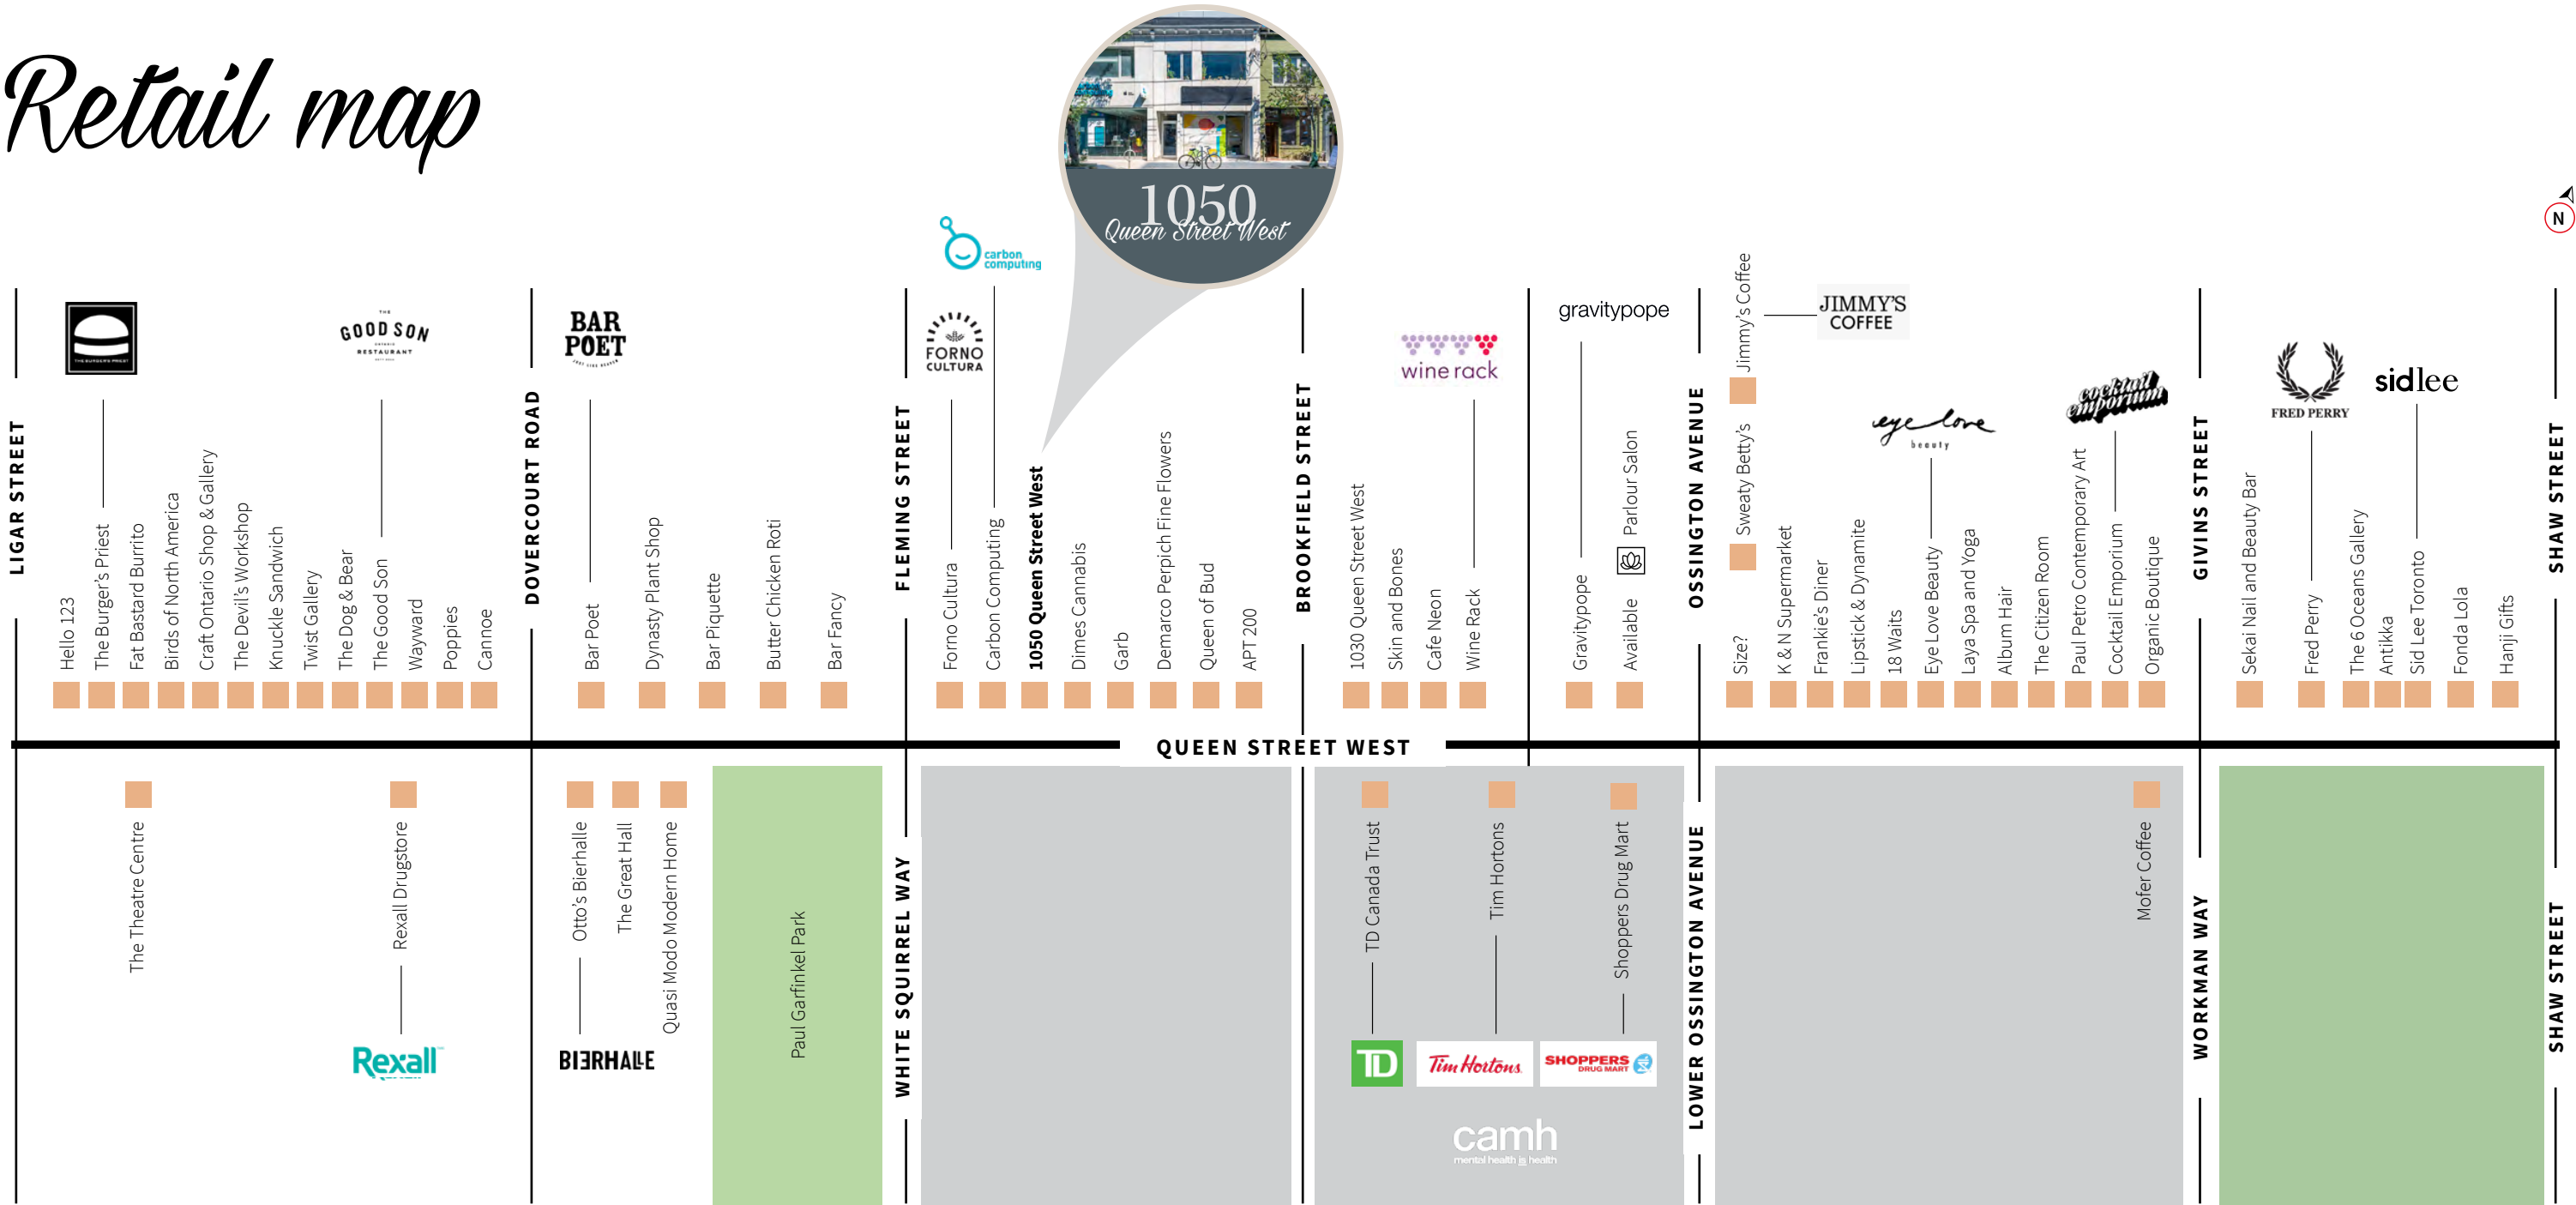 Retail map
1050
Queen Street West
N
carbon
computing
THE BURGER'S PRIEST
THE
GOOD SON
RESTAURANT
BAR
POET
FORNO
CULTURA
wine rack
gravitypope
JIMMY'S
COFFEE
eye love
beauty
cocktail
emporium
FRED PERRY
sid lee
LIGAR STREET
Hello 123
The Burger's Priest
Fat Bastard Burrito
Birds of North America
Craft Ontario Shop & Gallery
The Devil's Workshop
Knuckle Sandwich
Twist Gallery
The Dog & Bear
The Good Son
Wayward
Poppies
Cannoe
DOVERCOURT ROAD
Bar Poet
Dynasty Plant Shop
Bar Piquette
Butter Chicken Roti
Bar Fancy
FLEMING STREET
Forno Cultura
Carbon Computing
1050 Queen Street West
Dimes Cannabis
Garb
Demarco Perpich Fine Flowers
Queen of Bud
APT 200
BROOKFIELD STREET
1030 Queen Street West
Skin and Bones
Cafe Neon
Wine Rack
Gravitypope
Available
Parlour Salon
OSSINGTON AVENUE
Size?
Sweaty Betty's
Jimmy's Coffee
K & N Supermarket
Frankie's Diner
Lipstick & Dynamite
18 Waits
Eye Love Beauty
Laya Spa and Yoga
Album Hair
The Citizen Room
Paul Petro Contemporary Art
Cocktail Emporium
Organic Boutique
GIVINS STREET
Sekai Nail and Beauty Bar
Fred Perry
The 6 Oceans Gallery
Antikka
Sid Lee Toronto
Fonda Lola
Hanji Gifts
SHAW STREET
QUEEN STREET WEST
The Theatre Centre
Rexall Drugstore
Rexall
Otto's Bierhalle
BIERHALLE
The Great Hall
Quasi Modo Modern Home
Paul Garfinkel Park
WHITE SQUIRREL WAY
TD Canada Trust
TD
Tim Hortons
Tim Hortons
Shoppers Drug Mart
SHOPPERS
DRUG MART
camh
mental health is health
LOWER OSSINGTON AVENUE
Mofer Coffee
WORKMAN WAY
SHAW STREET